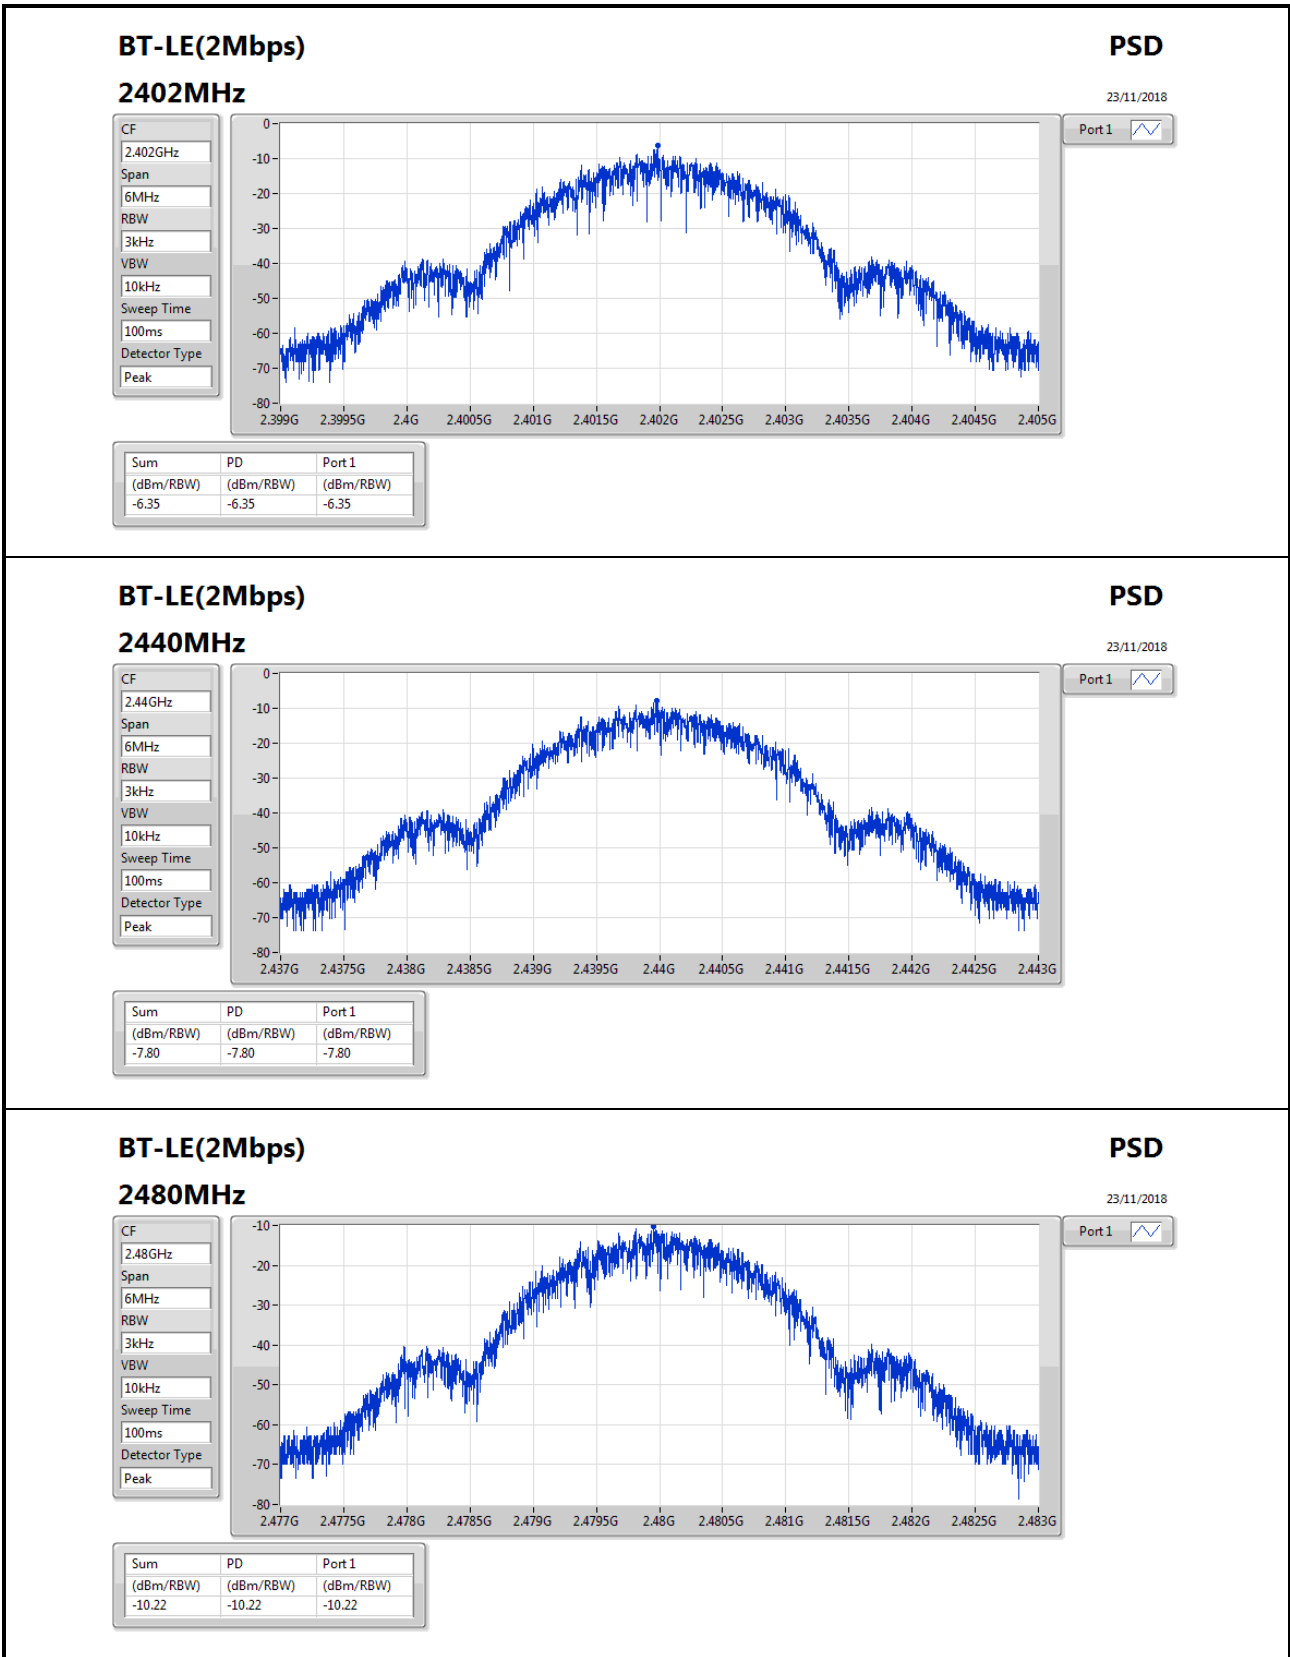 BT-LE(2Mbps) PSD
2402MHz 23/11/2018
CF
2.402GHz
Span
6MHz
RBW
3kHz
VBW
10kHz
Sweep Time
100ms
Detector Type
Peak
0
-10
-20
-30
-40
-50
-60
-70
-80
2.399G 2.3995G 2.4G 2.4005G 2.401G 2.4015G 2.402G 2.4025G 2.403G 2.4035G 2.404G 2.4045G 2.405G
Port 1
Sum PD Port 1
(dBm/RBW) (dBm/RBW) (dBm/RBW)
-6.35 -6.35 -6.35
BT-LE(2Mbps) PSD
2440MHz 23/11/2018
CF
2.44GHz
Span
6MHz
RBW
3kHz
VBW
10kHz
Sweep Time
100ms
Detector Type
Peak
0
-10
-20
-30
-40
-50
-60
-70
-80
2.437G 2.4375G 2.438G 2.4385G 2.439G 2.4395G 2.44G 2.4405G 2.441G 2.4415G 2.442G 2.4425G 2.443G
Port 1
Sum PD Port 1
(dBm/RBW) (dBm/RBW) (dBm/RBW)
-7.80 -7.80 -7.80
BT-LE(2Mbps) PSD
2480MHz 23/11/2018
CF
2.48GHz
Span
6MHz
RBW
3kHz
VBW
10kHz
Sweep Time
100ms
Detector Type
Peak
-10
-20
-30
-40
-50
-60
-70
-80
2.477G 2.4775G 2.478G 2.4785G 2.479G 2.4795G 2.48G 2.4805G 2.481G 2.4815G 2.482G 2.4825G 2.483G
Port 1
Sum PD Port 1
(dBm/RBW) (dBm/RBW) (dBm/RBW)
-10.22 -10.22 -10.22